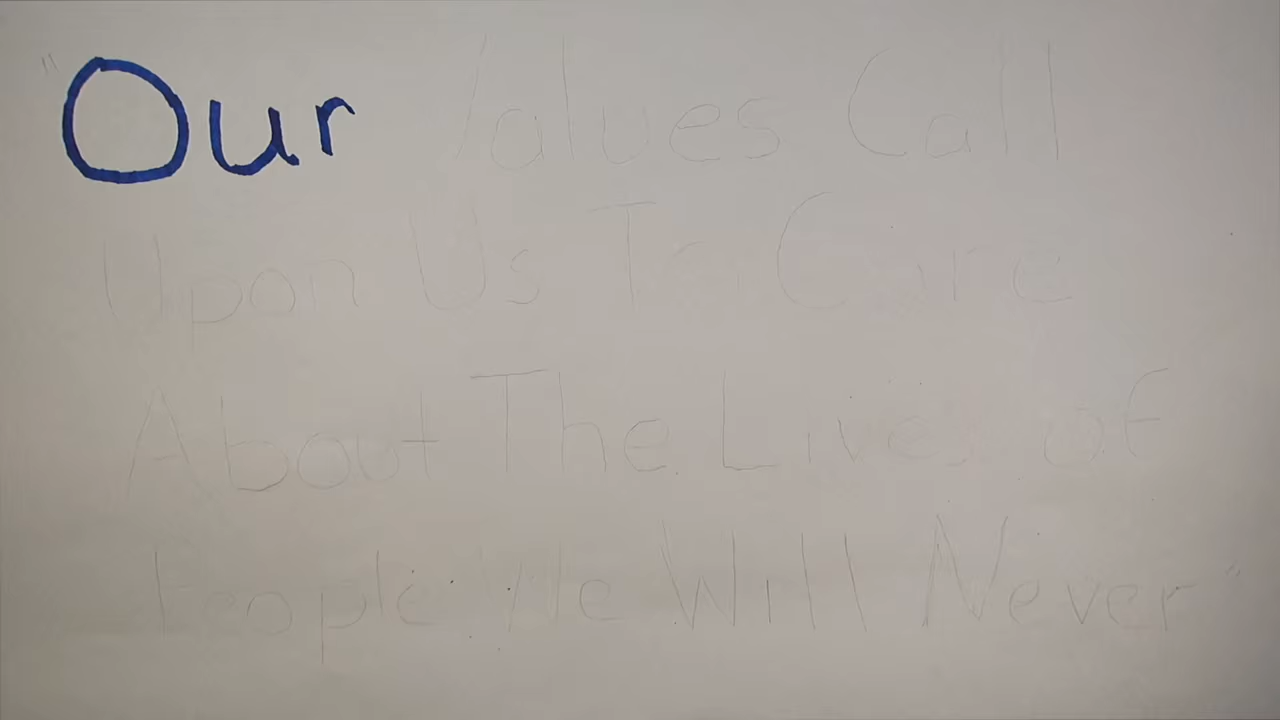 "Our Values Call
Upon Us To Care
About The Lives of
People We Will Never"